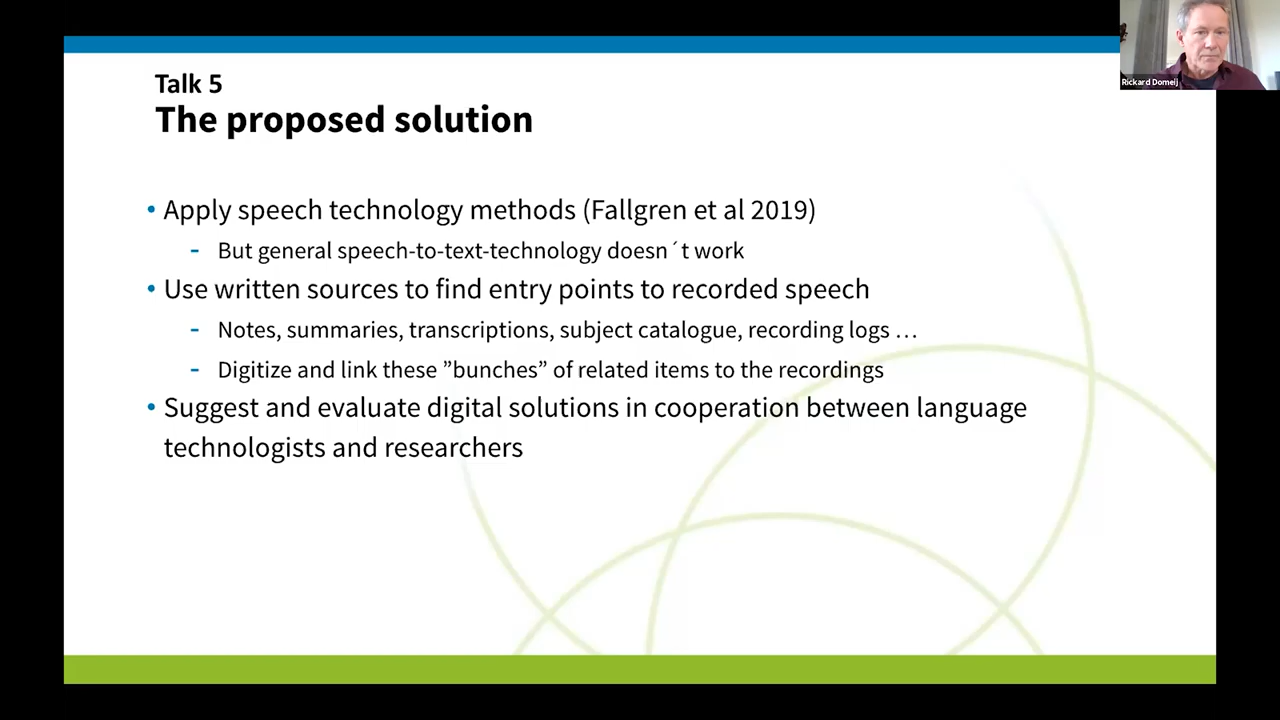 Talk 5
The proposed solution
• Apply speech technology methods (Fallgren et al 2019)
- But general speech-to-text-technology doesn´t work
• Use written sources to find entry points to recorded speech
- Notes, summaries, transcriptions, subject catalogue, recording logs …
- Digitize and link these ”bunches” of related items to the recordings
• Suggest and evaluate digital solutions in cooperation between language
technologists and researchers
Rickard Domeij